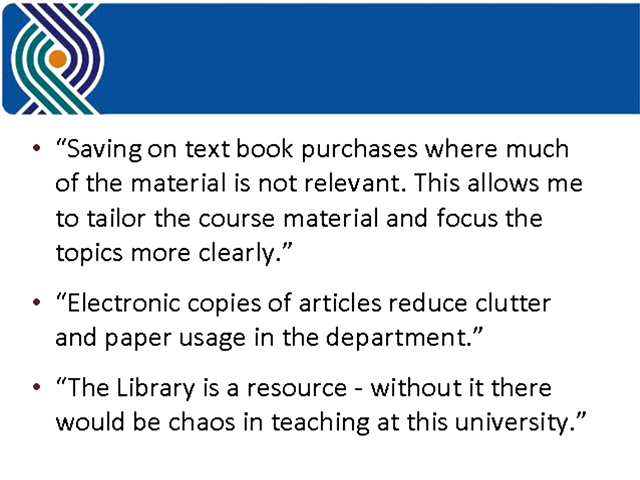 • “Saving on text book purchases where much
of the material is not relevant. This allows me
to tailor the course material and focus the
topics more clearly.”
• “Electronic copies of articles reduce clutter
and paper usage in the department.”
• “The Library is a resource - without it there
would be chaos in teaching at this university.”